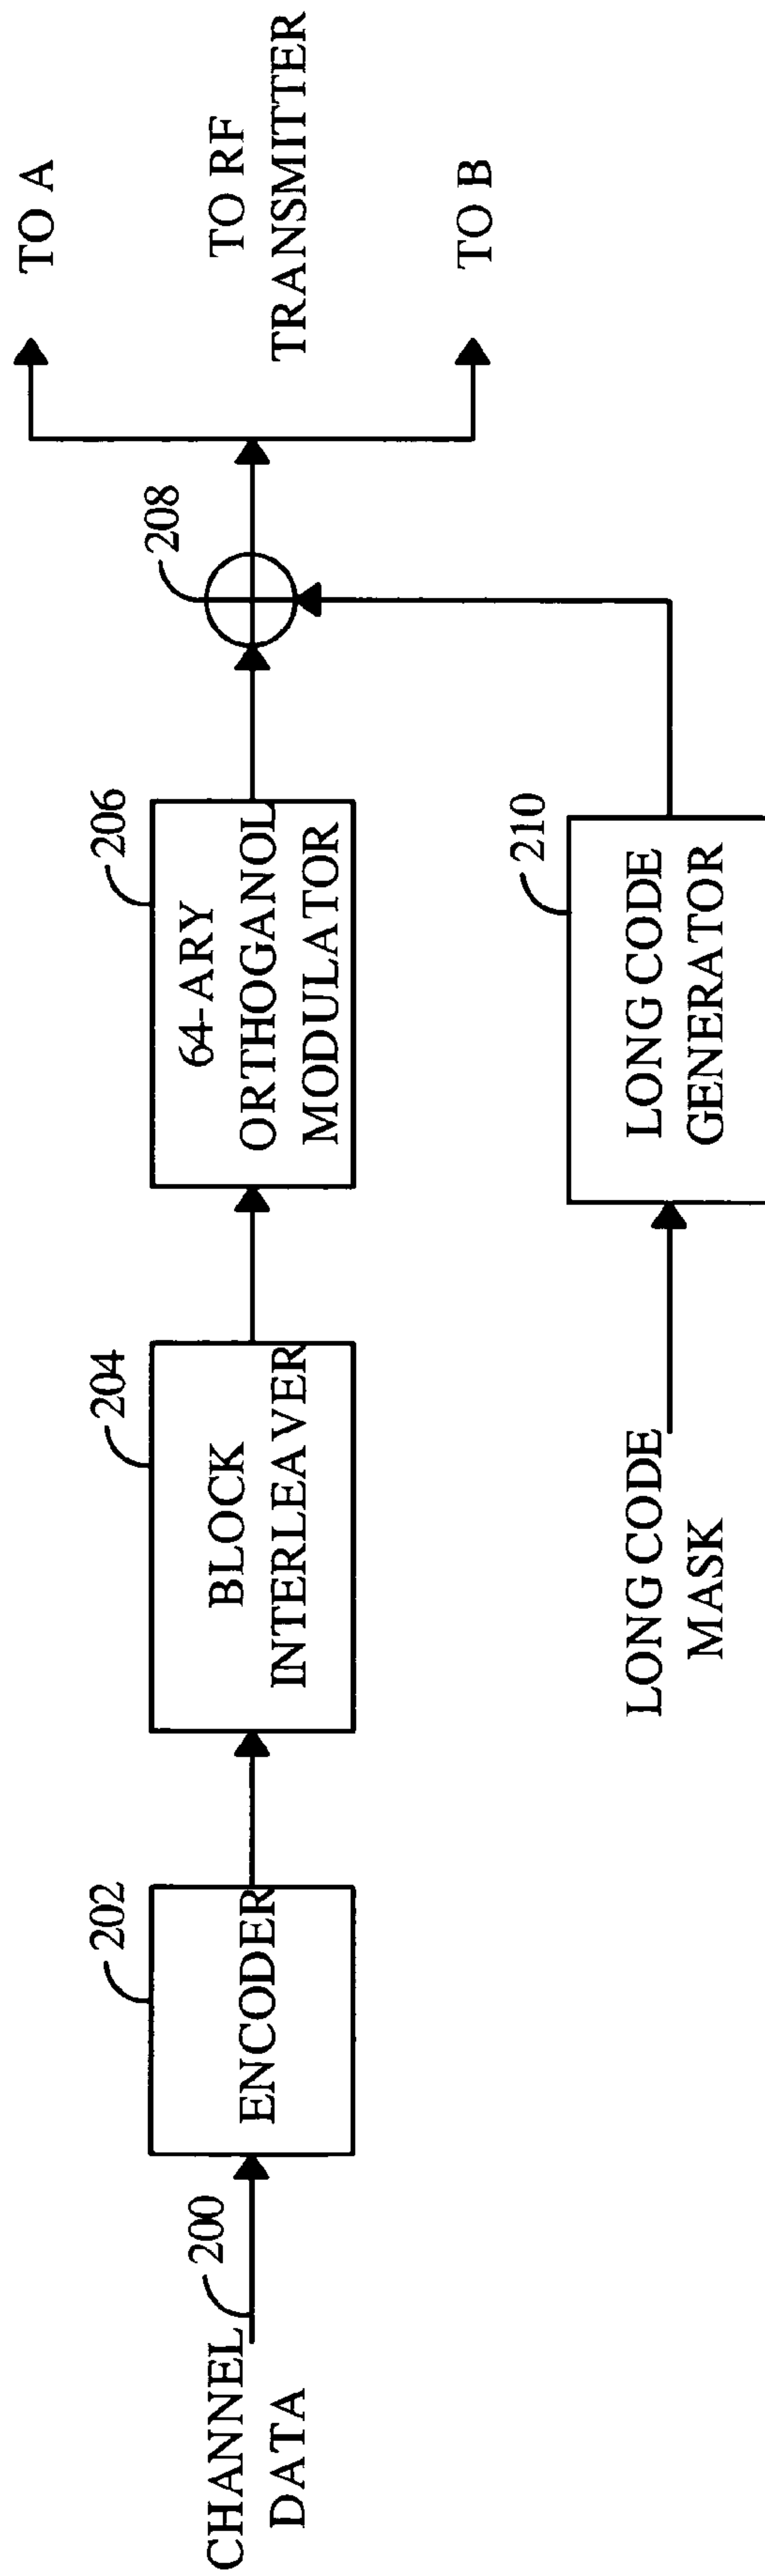 CHANNEL
DATA
200
ENCODER
202
BLOCK
INTERLEAVER
204
64-ARY
ORTHOGANOL
MODULATOR
206
208
TO A
TO RF
TRANSMITTER
TO B
LONG CODE
MASK
LONG CODE
GENERATOR
210